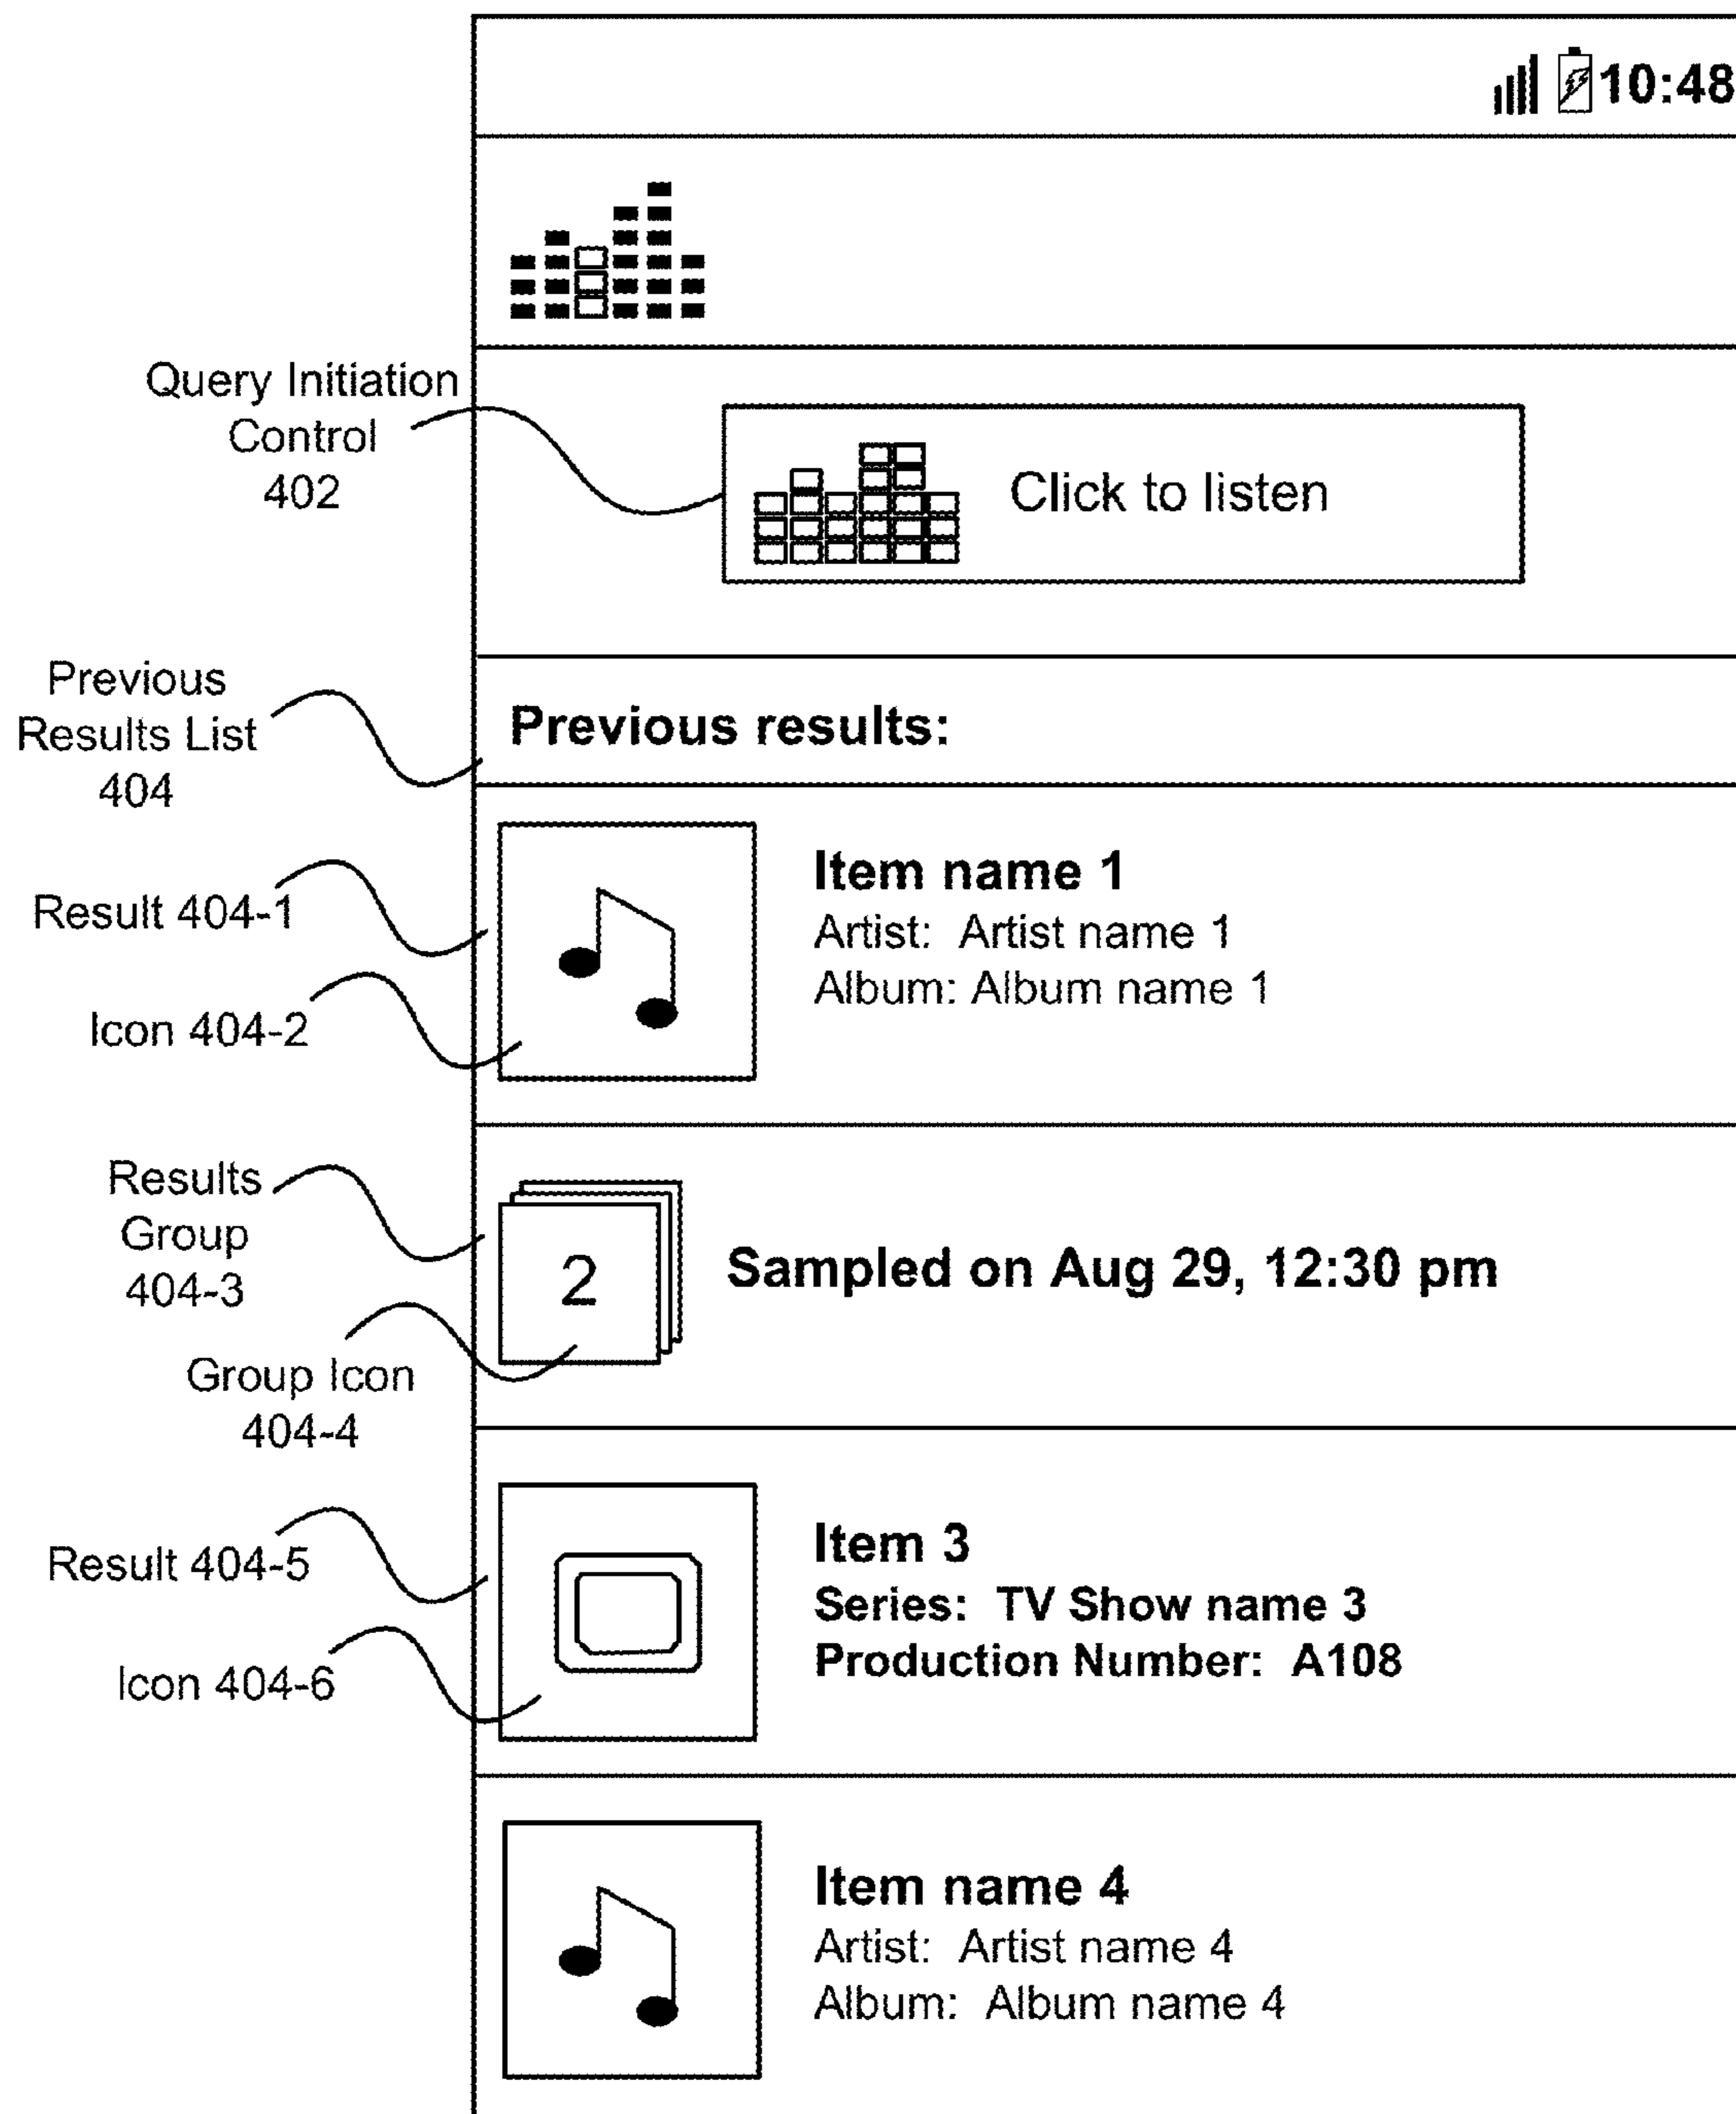 10:48
Query Initiation
Control
402
Click to listen
Previous
Results List
404
Previous results:
Result 404-1
Icon 404-2
Item name 1
Artist: Artist name 1
Album: Album name 1
Results
Group
404-3
Group Icon
404-4
2
Sampled on Aug 29, 12:30 pm
Result 404-5
Icon 404-6
Item 3
Series: TV Show name 3
Production Number: A108
Item name 4
Artist: Artist name 4
Album: Album name 4